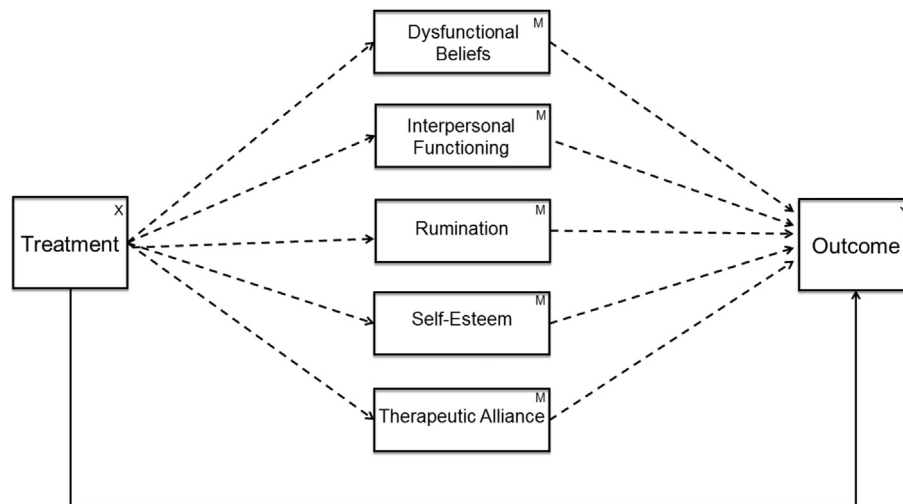 M
Dysfunctional
Beliefs
M
Interpersonal
Functioning
X
Treatment
M
Rumination
Y
Outcome
M
Self-Esteem
M
Therapeutic Alliance